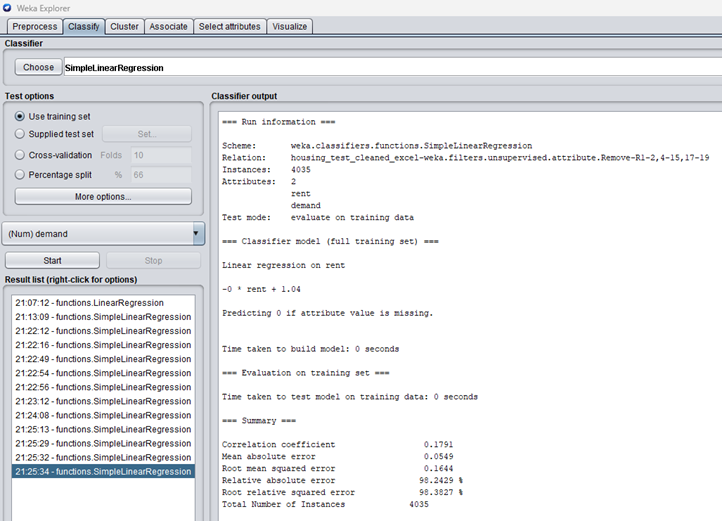 Weka Explorer
Preprocess Classify Cluster Associate Select attributes Visualize
Classifier
Choose SimpleLinearRegression
Test options
Use training set
Supplied test set Set...
Cross-validation Folds 10
Percentage split % 66
More options...
(Num) demand
Start Stop
Result list (right-click for options)
21:07:12 - functions.LinearRegression
21:13:09 - functions.SimpleLinearRegression
21:22:12 - functions.SimpleLinearRegression
21:22:16 - functions.SimpleLinearRegression
21:22:49 - functions.SimpleLinearRegression
21:22:54 - functions.SimpleLinearRegression
21:22:56 - functions.SimpleLinearRegression
21:23:12 - functions.SimpleLinearRegression
21:24:08 - functions.SimpleLinearRegression
21:25:13 - functions.SimpleLinearRegression
21:25:29 - functions.SimpleLinearRegression
21:25:32 - functions.SimpleLinearRegression
21:25:34 - functions.SimpleLinearRegression
Classifier output
=== Run information ===
Scheme: weka.classifiers.functions.SimpleLinearRegression
Relation: housing_test_cleaned_excel-weka.filters.unsupervised.attribute.Remove-R1-2,4-15,17-19
Instances: 4035
Attributes: 2
rent
demand
Test mode: evaluate on training data
=== Classifier model (full training set) ===
Linear regression on rent
-0 * rent + 1.04
Predicting 0 if attribute value is missing.
Time taken to build model: 0 seconds
=== Evaluation on training set ===
Time taken to test model on training data: 0 seconds
=== Summary ===
Correlation coefficient 0.1791
Mean absolute error 0.0549
Root mean squared error 0.1644
Relative absolute error 98.2429 %
Root relative squared error 98.3827 %
Total Number of Instances 4035